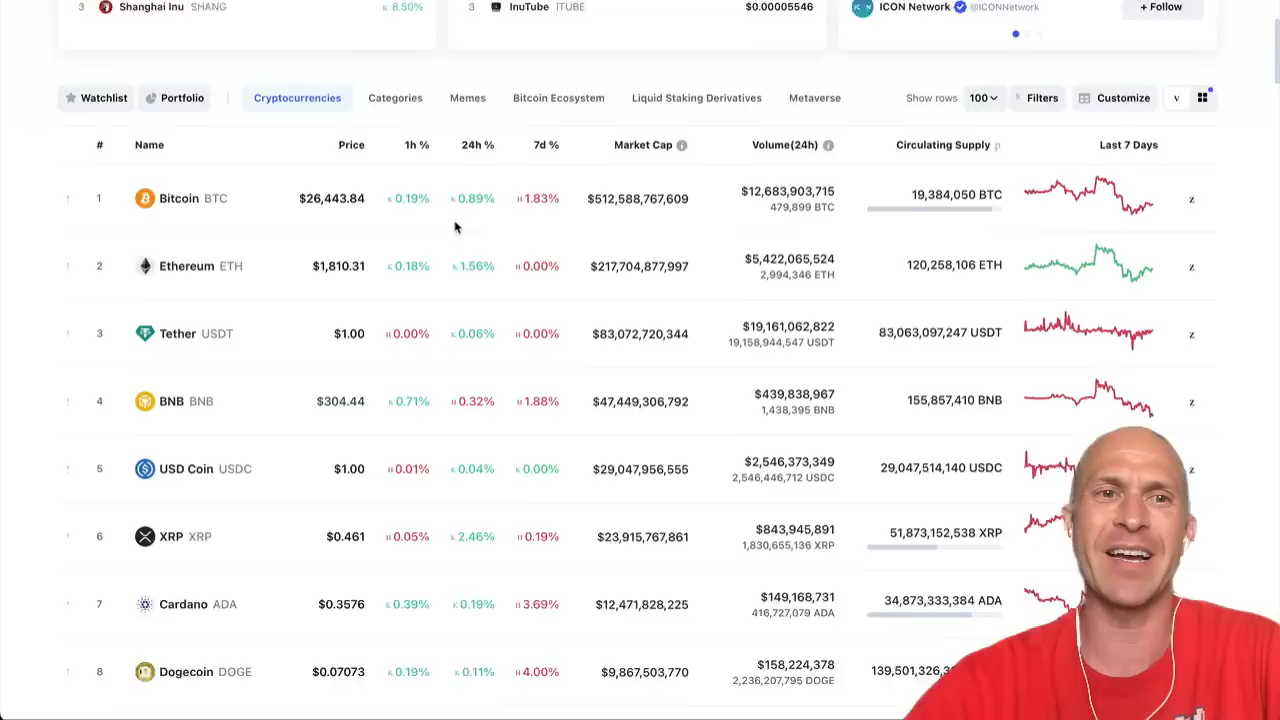 3 Shanghai Inu SHANG 8.50% 3 InuTube ITUBE $0.00005546 ICON Network @ICONNetwork + Follow
Watchlist Portfolio Cryptocurrencies Categories Memes Bitcoin Ecosystem Liquid Staking Derivatives Metaverse Show rows 100 Filters Customize
# Name Price 1h % 24h % 7d % Market Cap Volume(24h) Circulating Supply Last 7 Days
1 Bitcoin BTC $26,443.84 0.19% 0.89% 1.83% $512,588,767,609 $12,683,903,715 19,384,050 BTC
479,899 BTC
2 Ethereum ETH $1,810.31 0.18% 1.56% 0.00% $217,704,877,997 $5,422,065,524 120,258,106 ETH
2,994,346 ETH
3 Tether USDT $1.00 0.00% 0.06% 0.00% $83,072,720,344 $19,161,062,822 83,063,097,247 USDT
19,158,944,547 USDT
4 BNB BNB $304.44 0.71% 0.32% 1.88% $47,449,306,792 $439,838,967 155,857,410 BNB
1,438,395 BNB
5 USD Coin USDC $1.00 0.01% 0.04% 0.00% $29,047,956,555 $2,546,373,349 29,047,514,140 USDC
2,546,446,712 USDC
6 XRP XRP $0.461 0.05% 2.46% 0.19% $23,915,767,861 $843,945,891 51,873,152,538 XRP
1,830,655,136 XRP
7 Cardano ADA $0.3576 0.39% 0.19% 3.69% $12,471,828,225 $149,168,731 34,873,333,384 ADA
416,727,079 ADA
8 Dogecoin DOGE $0.07073 0.19% 0.11% 4.00% $9,867,503,770 $158,224,378 139,501,326,3
2,236,207,795 DOGE